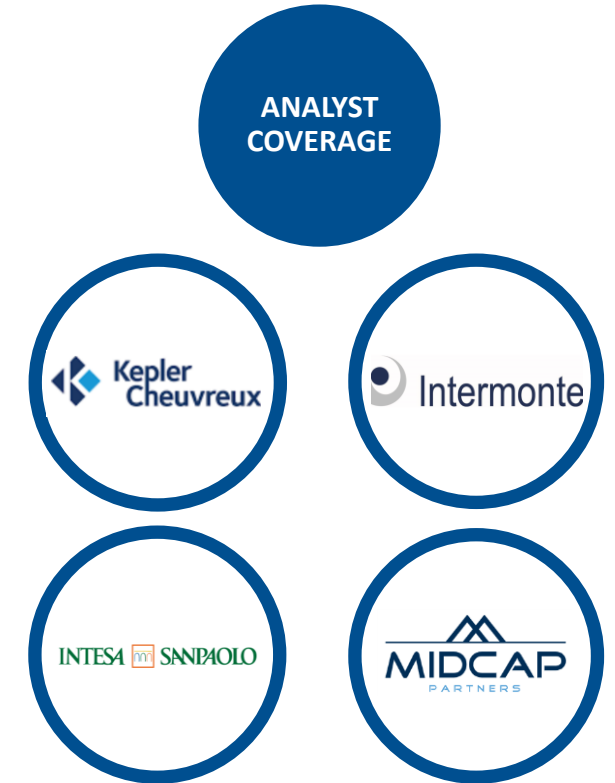 ANALYST
COVERAGE
Kepler
Cheuvreux
Intermonte
INTESA SANPAOLO
MIDCAP
PARTNERS